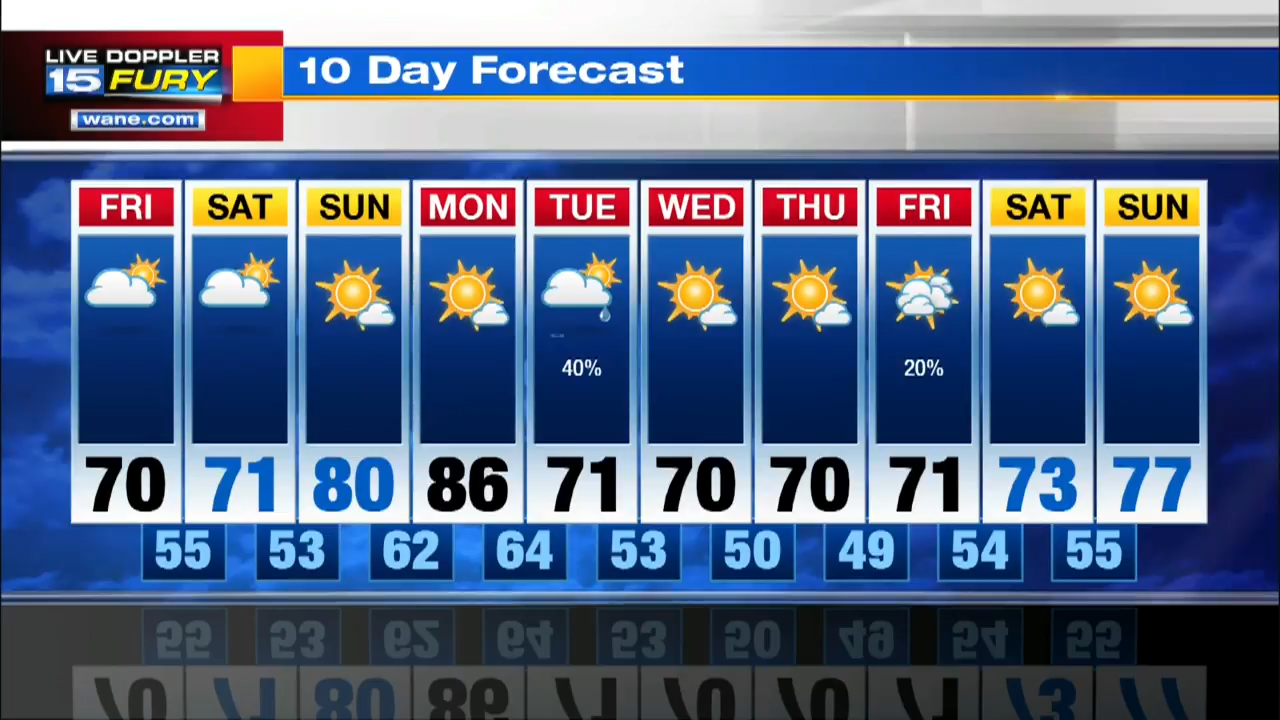 LIVE DOPPLER
15 FURY
wane.com
10 Day Forecast
FRI SAT SUN MON TUE WED THU FRI SAT SUN
40% 20%
70 71 80 86 71 70 70 71 73 77
55 53 62 64 53 50 49 54 55